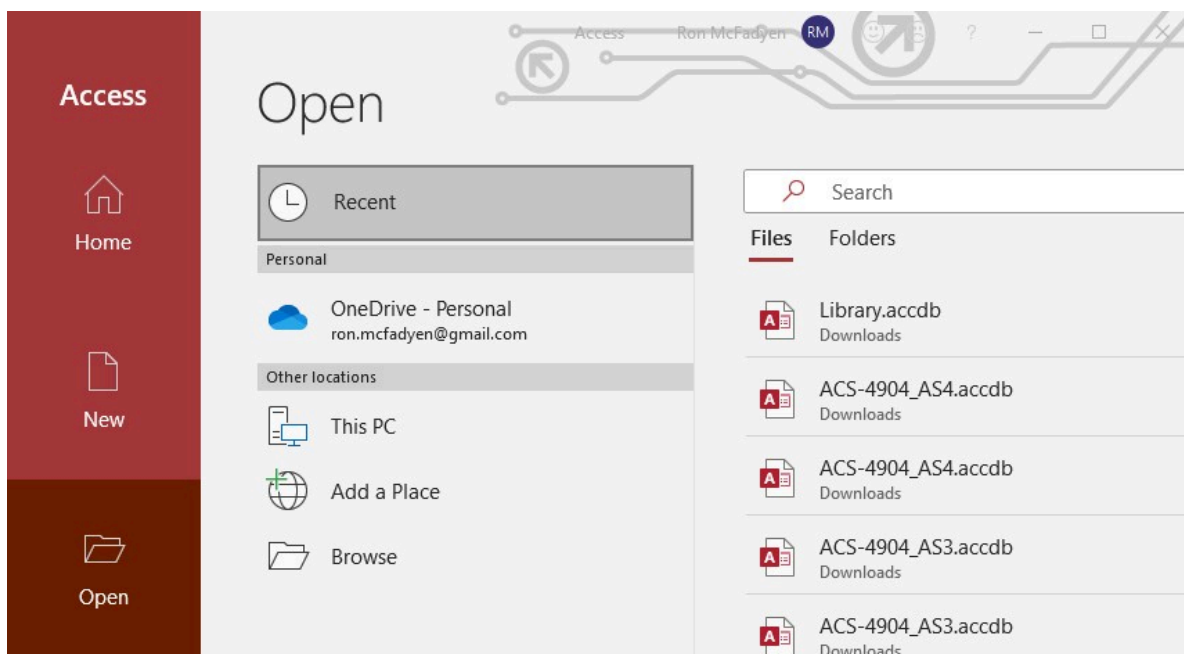 Access Ron McFadyen RM ?
Access
Open
Home
New
Open
Recent
Personal
OneDrive - Personal
ron.mcfadyen@gmail.com
Other locations
This PC
Add a Place
Browse
Search
Files Folders
Library.accdb
Downloads
ACS-4904_AS4.accdb
Downloads
ACS-4904_AS4.accdb
Downloads
ACS-4904_AS3.accdb
Downloads
ACS-4904_AS3.accdb
Downloads